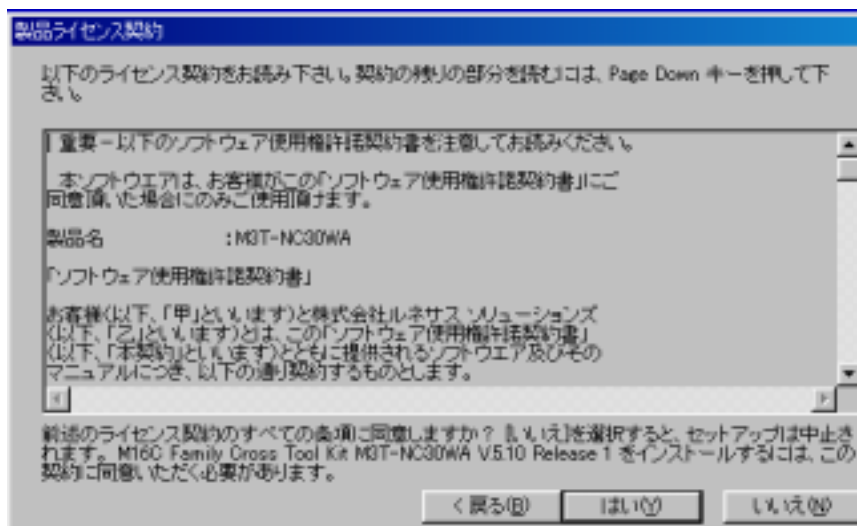 製品ライセンス契約
以下のライセンス契約をお読み下さい。契約の残りの部分を読むには、Page Down キーを押して下
さい。
重要－以下のソフトウェア使用権許諾契約書を注意してお読みください。
本ソフトウエアは、お客様がこの「ソフトウェア使用権許諾契約書」にご
同意頂いた場合にのみご使用頂けます。
製品名 : M3T-NC30WA
「ソフトウェア使用権許諾契約書」
お客様(以下、「甲」といいます)と株式会社ルネサス ソリューションズ
(以下、「乙」といいます)とは、この「ソフトウェア使用権許諾契約書」
(以下、「本契約」といいます)とともに提供されるソフトウエア及びその
マニュアルにつき、以下の通り契約するものとします。
前述のライセンス契約のすべての条項に同意しますか？ [いいえ]を選択すると、セットアップは中止さ
れます。 M16C Family Cross Tool Kit M3T-NC30WA V.5.10 Release 1 をインストールするには、この
契約に同意いただく必要があります。
< 戻る(B) はい(Y) いいえ(N)